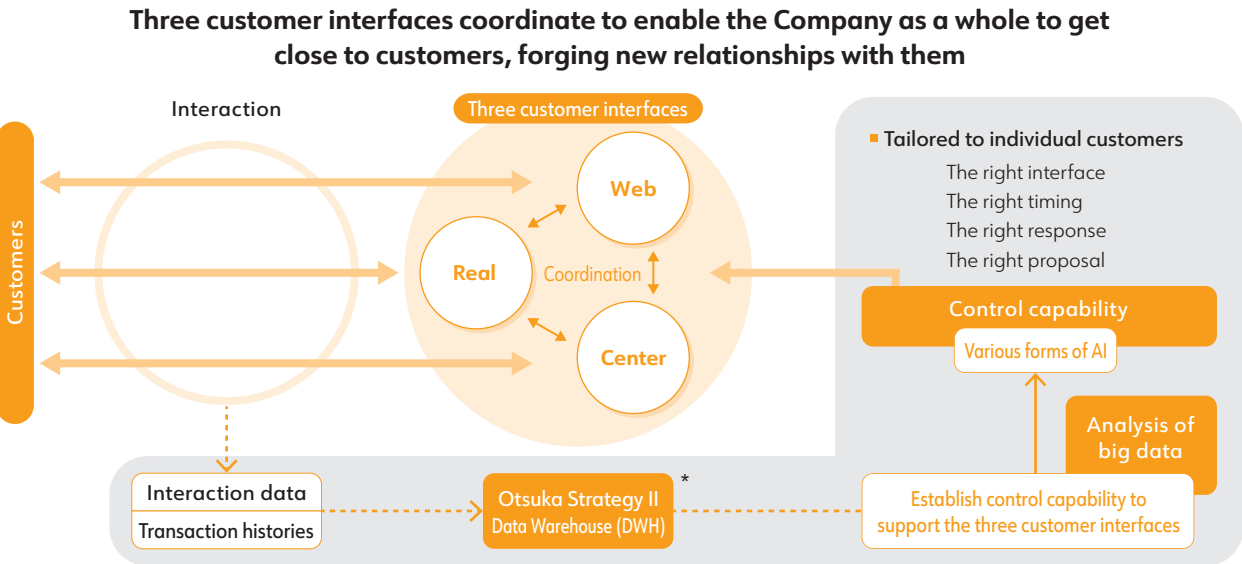 Three customer interfaces coordinate to enable the Company as a whole to get
close to customers, forging new relationships with them
Interaction
Three customer interfaces
Customers
Web
Real
Coordination
Center
■ Tailored to individual customers
The right interface
The right timing
The right response
The right proposal
Control capability
Various forms of AI
Analysis of
big data
Interaction data
Transaction histories
Otsuka Strategy II
Data Warehouse (DWH)
*
Establish control capability to
support the three customer interfaces